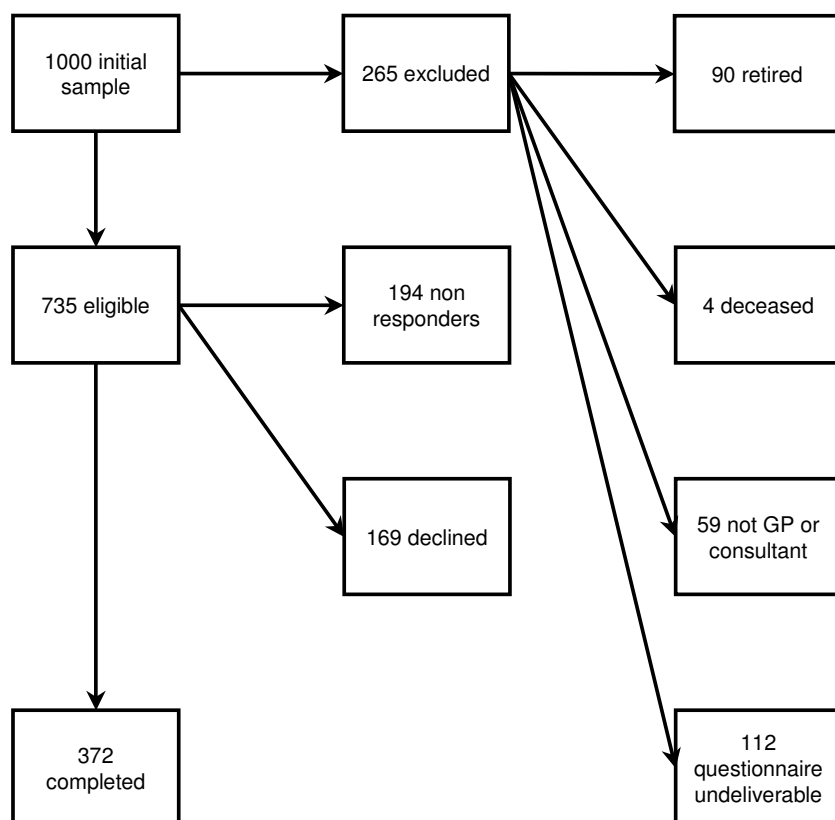 1000 initial
sample
265 excluded
90 retired
735 eligible
194 non
responders
4 deceased
169 declined
59 not GP or
consultant
372
completed
112
questionnaire
undeliverable